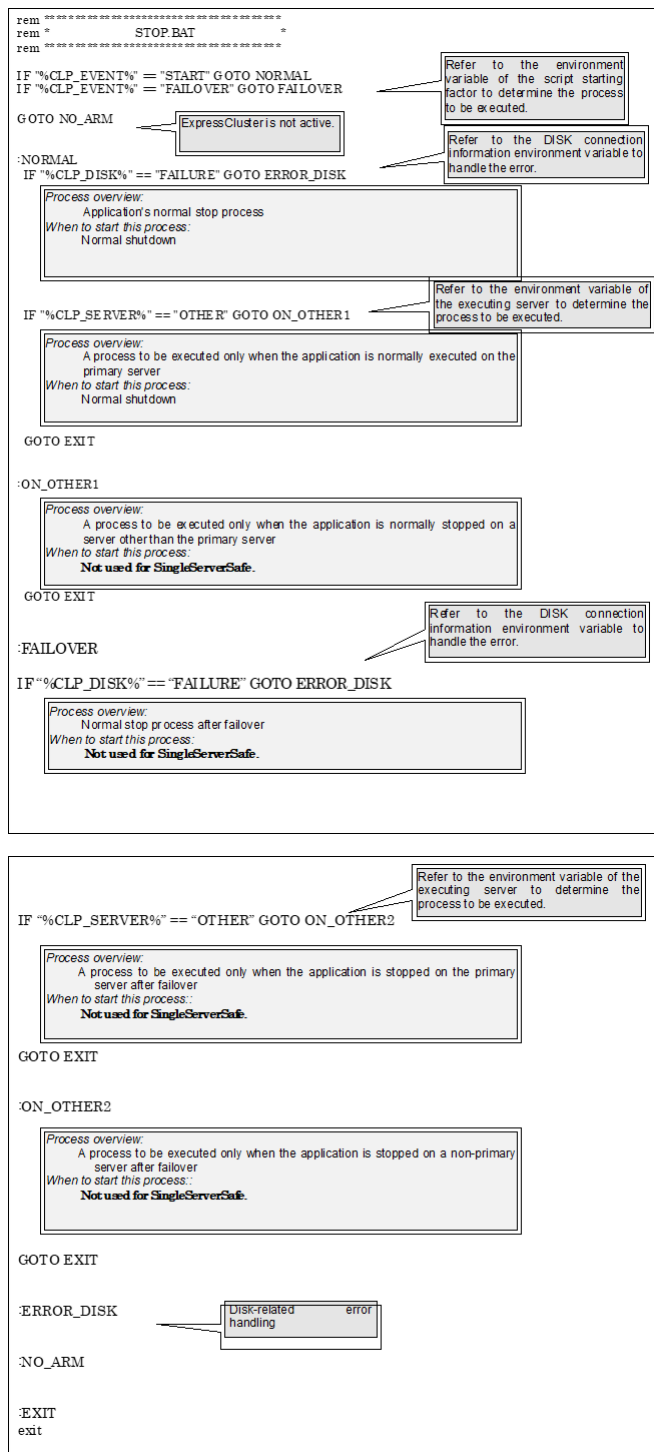 rem **************************************
rem *                    STOP.BAT                    *
rem **************************************
IF "%CLP_EVENT%" == "START" GOTO NORMAL
IF "%CLP_EVENT%" == "FAILOVER" GOTO FAILOVER
Refer to the environment
variable of the script starting
factor to determine the process
to be executed.
GOTO NO_ARM
ExpressCluster is not active.
Refer to the DISK connection
information environment variable to
handle the error.
:NORMAL
IF "%CLP_DISK%" == "FAILURE" GOTO ERROR_DISK
Process overview:
Application's normal stop process
When to start this process:
Normal shutdown
Refer to the environment variable of
the executing server to determine the
process to be executed.
IF "%CLP_SERVER%" == "OTHER" GOTO ON_OTHER1
Process overview:
A process to be executed only when the application is normally executed on the
primary server
When to start this process:
Normal shutdown
GOTO EXIT
:ON_OTHER1
Process overview:
A process to be executed only when the application is normally stopped on a
server other than the primary server
When to start this process:
Not used for SingleServerSafe.
GOTO EXIT
Refer to the DISK connection
information environment variable to
handle the error.
:FAILOVER
IF “%CLP_DISK%” == “FAILURE” GOTO ERROR_DISK
Process overview:
Normal stop process after failover
When to start this process:
Not used for SingleServerSafe.
Refer to the environment variable of the
executing server to determine the
process to be executed.
IF “%CLP_SERVER%” == “OTHER” GOTO ON_OTHER2
Process overview:
A process to be executed only when the application is stopped on the primary
server after failover
When to start this process::
Not used for SingleServerSafe.
GOTO EXIT
:ON_OTHER2
Process overview:
A process to be executed only when the application is stopped on a non-primary
server after failover
When to start this process::
Not used for SingleServerSafe.
GOTO EXIT
:ERROR_DISK
Disk-related error
handling
:NO_ARM
:EXIT
exit